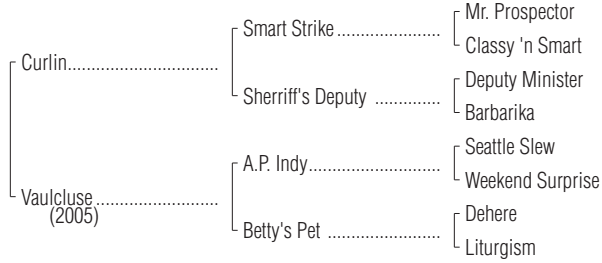 Mr. Prospector
Smart Strike ..................
Classy 'n Smart
Curlin..........................
Deputy Minister
Sherriff's Deputy ...........
Barbarika
Seattle Slew
A.P. Indy.......................
Weekend Surprise
Vaulcluse .....................
(2005)
Dehere
Betty's Pet ...................
Liturgism